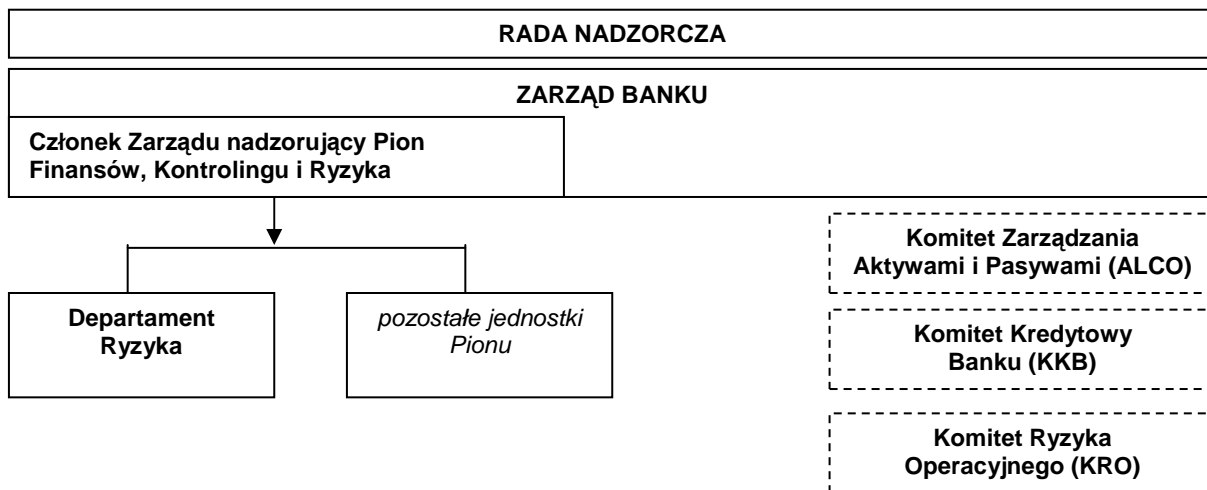 RADA NADZORCZA
ZARZĄD BANKU
Członek Zarządu nadzorujący Pion
Finansów, Kontrolingu i Ryzyka
Departament
Ryzyka
pozostałe jednostki
Pionu
Komitet Zarządzania
Aktywami i Pasywami (ALCO)
Komitet Kredytowy
Banku (KKB)
Komitet Ryzyka
Operacyjnego (KRO)